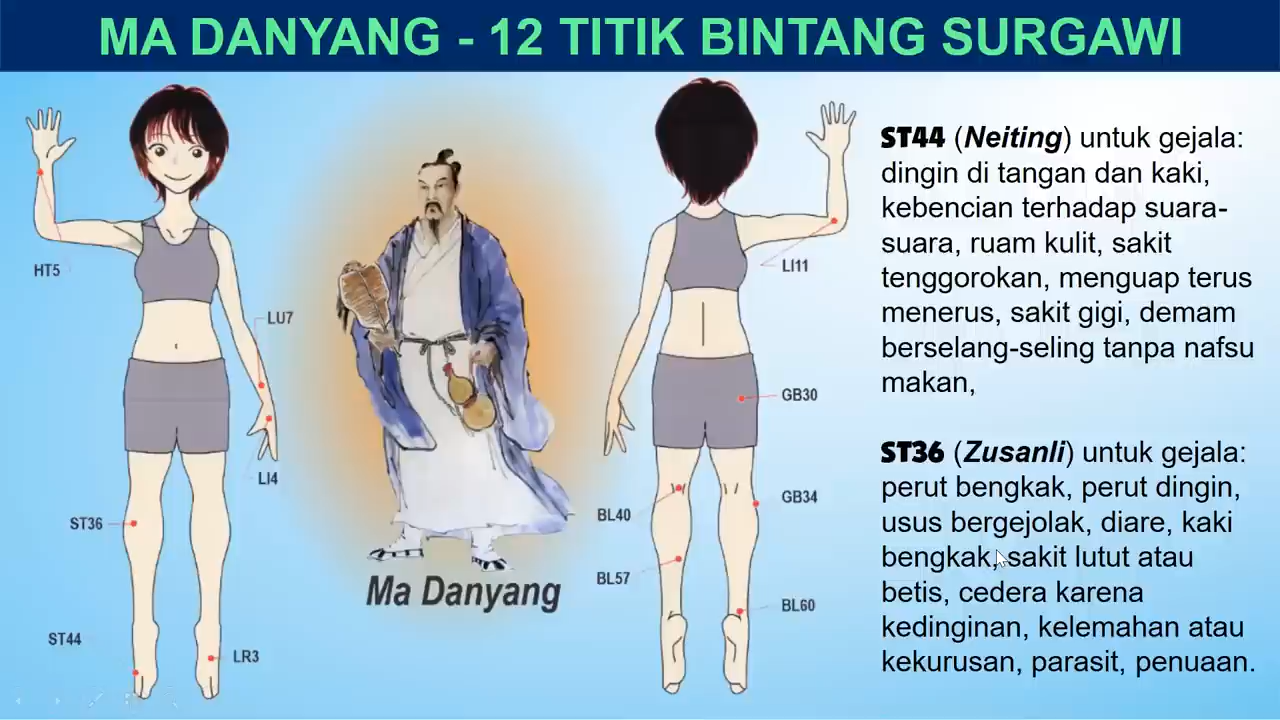 MA DANYANG - 12 TITIK BINTANG SURGAWI
HT5
LU7
LI4
ST36
ST44
LR3
Ma Danyang
LI11
GB30
GB34
BL40
BL57
BL60
ST44 (Neiting) untuk gejala:
dingin di tangan dan kaki,
kebencian terhadap suara-
suara, ruam kulit, sakit
tenggorokan, menguap terus
menerus, sakit gigi, demam
berselang-seling tanpa nafsu
makan,
ST36 (Zusanli) untuk gejala:
perut bengkak, perut dingin,
usus bergejolak, diare, kaki
bengkak, sakit lutut atau
betis, cedera karena
kedinginan, kelemahan atau
kekurusan, parasit, penuaan.